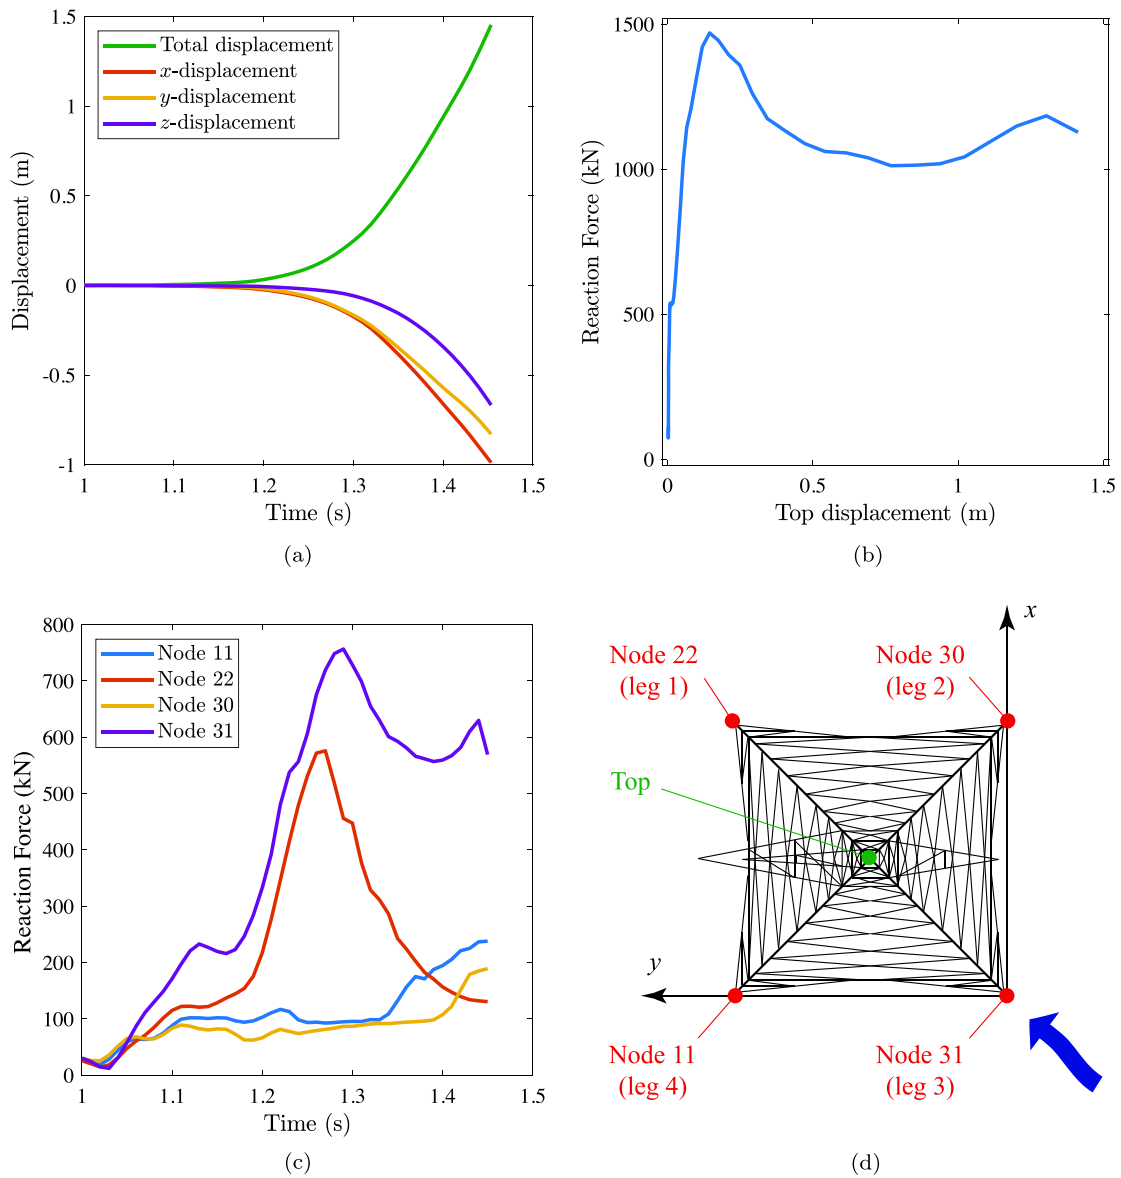 1.5
1
0.5
0
-0.5
-1
Displacement (m)
Total displacement
x-displacement
y-displacement
z-displacement
1 1.1 1.2 1.3 1.4 1.5
Time (s)
(a)
1500
1000
500
0
Reaction Force (kN)
0 0.5 1 1.5
Top displacement (m)
(b)
800
700
600
500
400
300
200
100
0
Reaction Force (kN)
Node 11
Node 22
Node 30
Node 31
1 1.1 1.2 1.3 1.4 1.5
Time (s)
(c)
x
Node 22
(leg 1)
Node 30
(leg 2)
Top
y
Node 11
(leg 4)
Node 31
(leg 3)
(d)